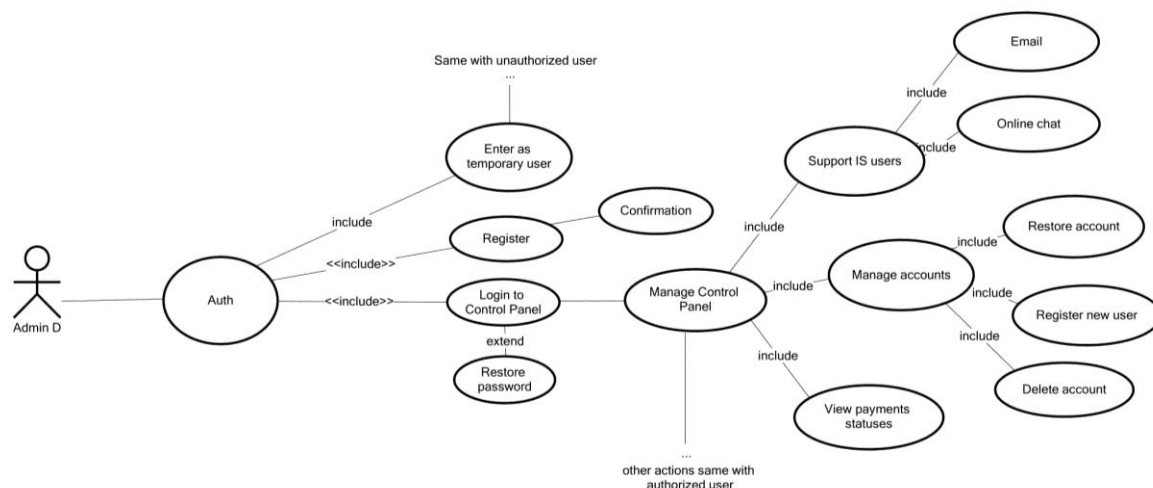 Email
Same with unauthorized user
...
include
Online chat
include
Enter as
temporary user
Support IS users
Confirmation
include
include
Restore account
Register
include
<<include>>
Manage accounts
Auth
<<include>>
Login to
Control Panel
Manage Control
Panel
include
include
Register new user
Admin D
extend
include
include
Restore
password
Delete account
View payments
statuses
...
other actions same with
authorized user